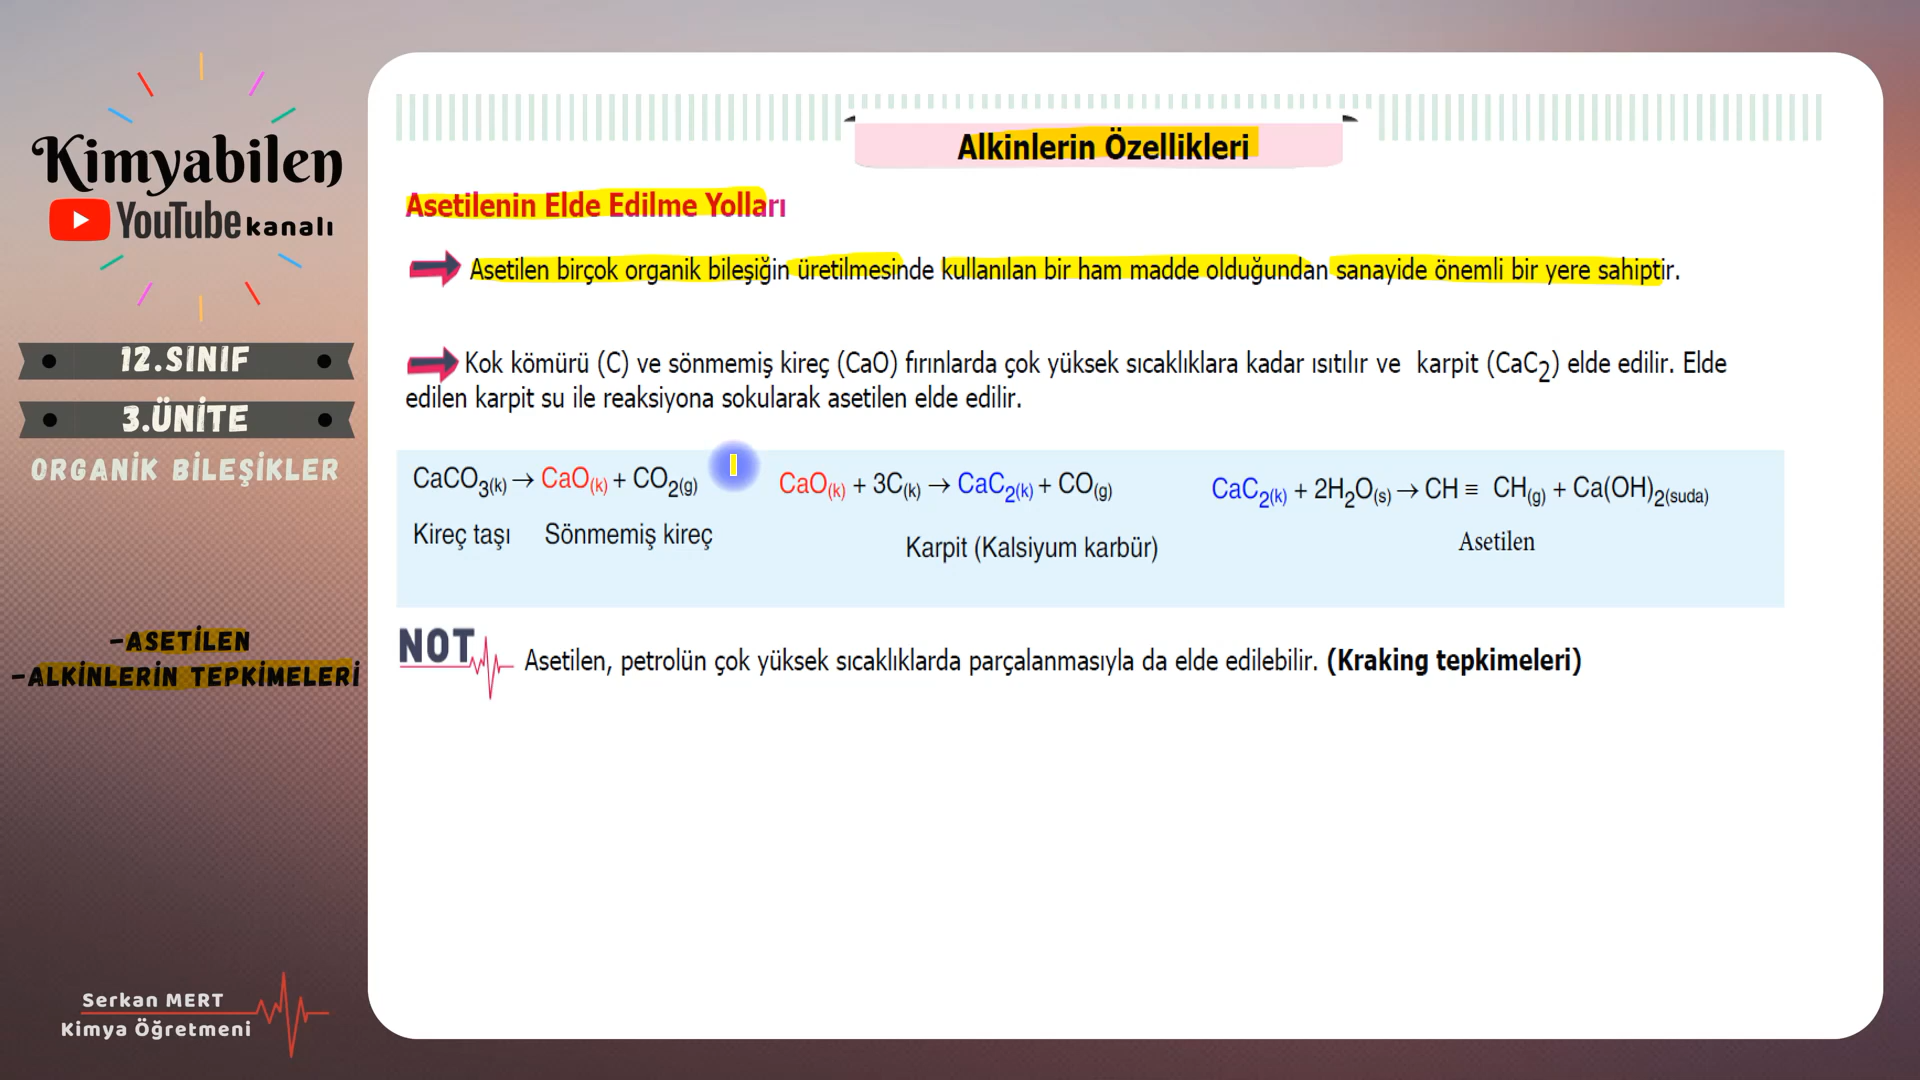 Kimyabilen
YouTube kanalı
12.SINIF
3.ÜNİTE
ORGANİK BİLEŞİKLER
-ASETİLEN
-ALKİNLERİN TEPKİMELERİ
Serkan MERT
Kimya Öğretmeni
Alkinlerin Özellikleri
Asetilenin Elde Edilme Yolları
Asetilen birçok organik bileşiğin üretilmesinde kullanılan bir ham madde olduğundan sanayide önemli bir yere sahiptir.
Kok kömürü (C) ve sönmemiş kireç (CaO) fırınlarda çok yüksek sıcaklıklara kadar ısıtılır ve karpit (CaC2) elde edilir. Elde
edilen karpit su ile reaksiyona sokularak asetilen elde edilir.
CaCO3(k) → CaO(k) + CO2(g) CaO(k) + 3C(k) → CaC2(k) + CO(g) CaC2(k) + 2H2O(s) → CH ≡ CH(g) + Ca(OH)2(suda)
Kireç taşı Sönmemiş kireç Karpit (Kalsiyum karbür) Asetilen
NOT Asetilen, petrolün çok yüksek sıcaklıklarda parçalanmasıyla da elde edilebilir. (Kraking tepkimeleri)